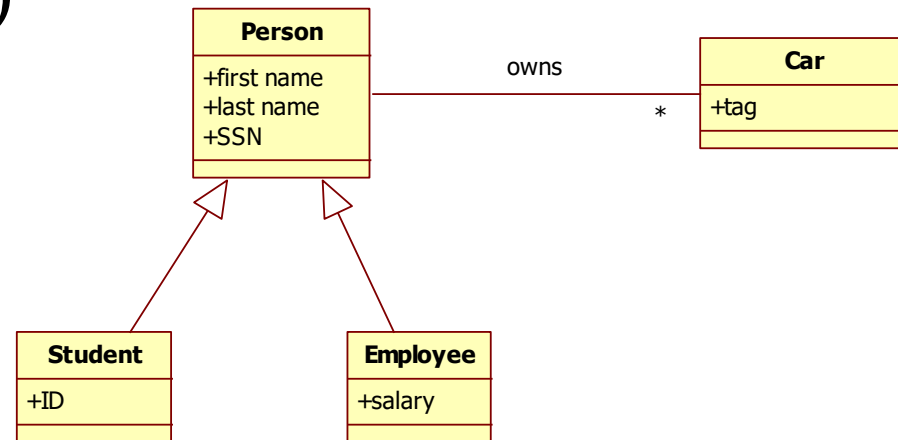 )
Person
+first name
+last name
+SSN
owns
*
Car
+tag
Student
+ID
Employee
+salary